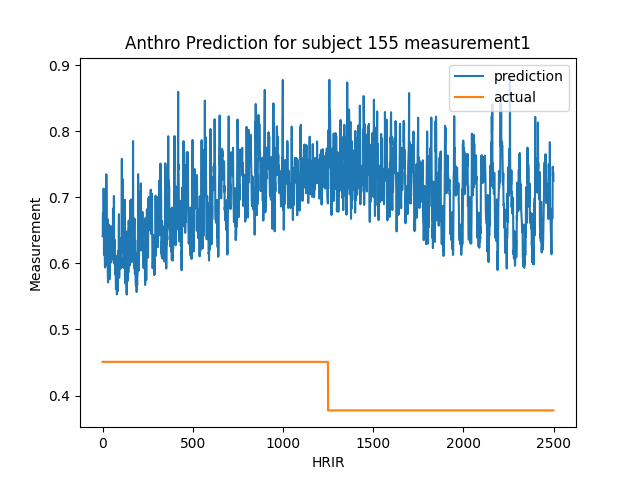 Anthro Prediction for subject 155 measurement1
prediction
actual
0.9
0.8
0.7
0.6
0.5
0.4
Measurement
0
500
1000
1500
2000
2500
HRIR